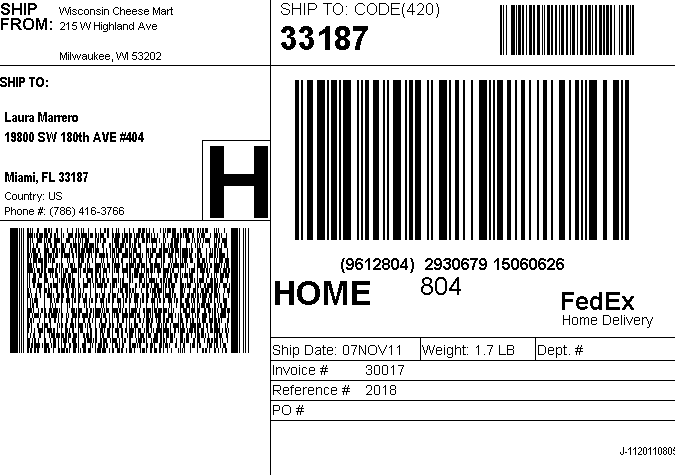 SHIP FROM:
Wisconsin Cheese Mart
215 W Highland Ave
Milwaukee, WI 53202
SHIP TO: CODE(420)
33187
SHIP TO:
Laura Marrero
19800 SW 180th AVE #404
Miami, FL 33187
Country: US
Phone #: (786) 416-3766
H
(9612804) 2930679 15060626
HOME
804
FedEx
Home Delivery
Ship Date: 07NOV11 Weight: 1.7 LB Dept. #
Invoice # 30017
Reference # 2018
PO #
J-1120110805